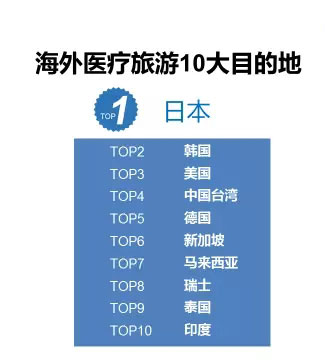 海外医疗旅游10大目的地
TOP 1 日本
TOP2 韩国
TOP3 美国
TOP4 中国台湾
TOP5 德国
TOP6 新加坡
TOP7 马来西亚
TOP8 瑞士
TOP9 泰国
TOP10 印度